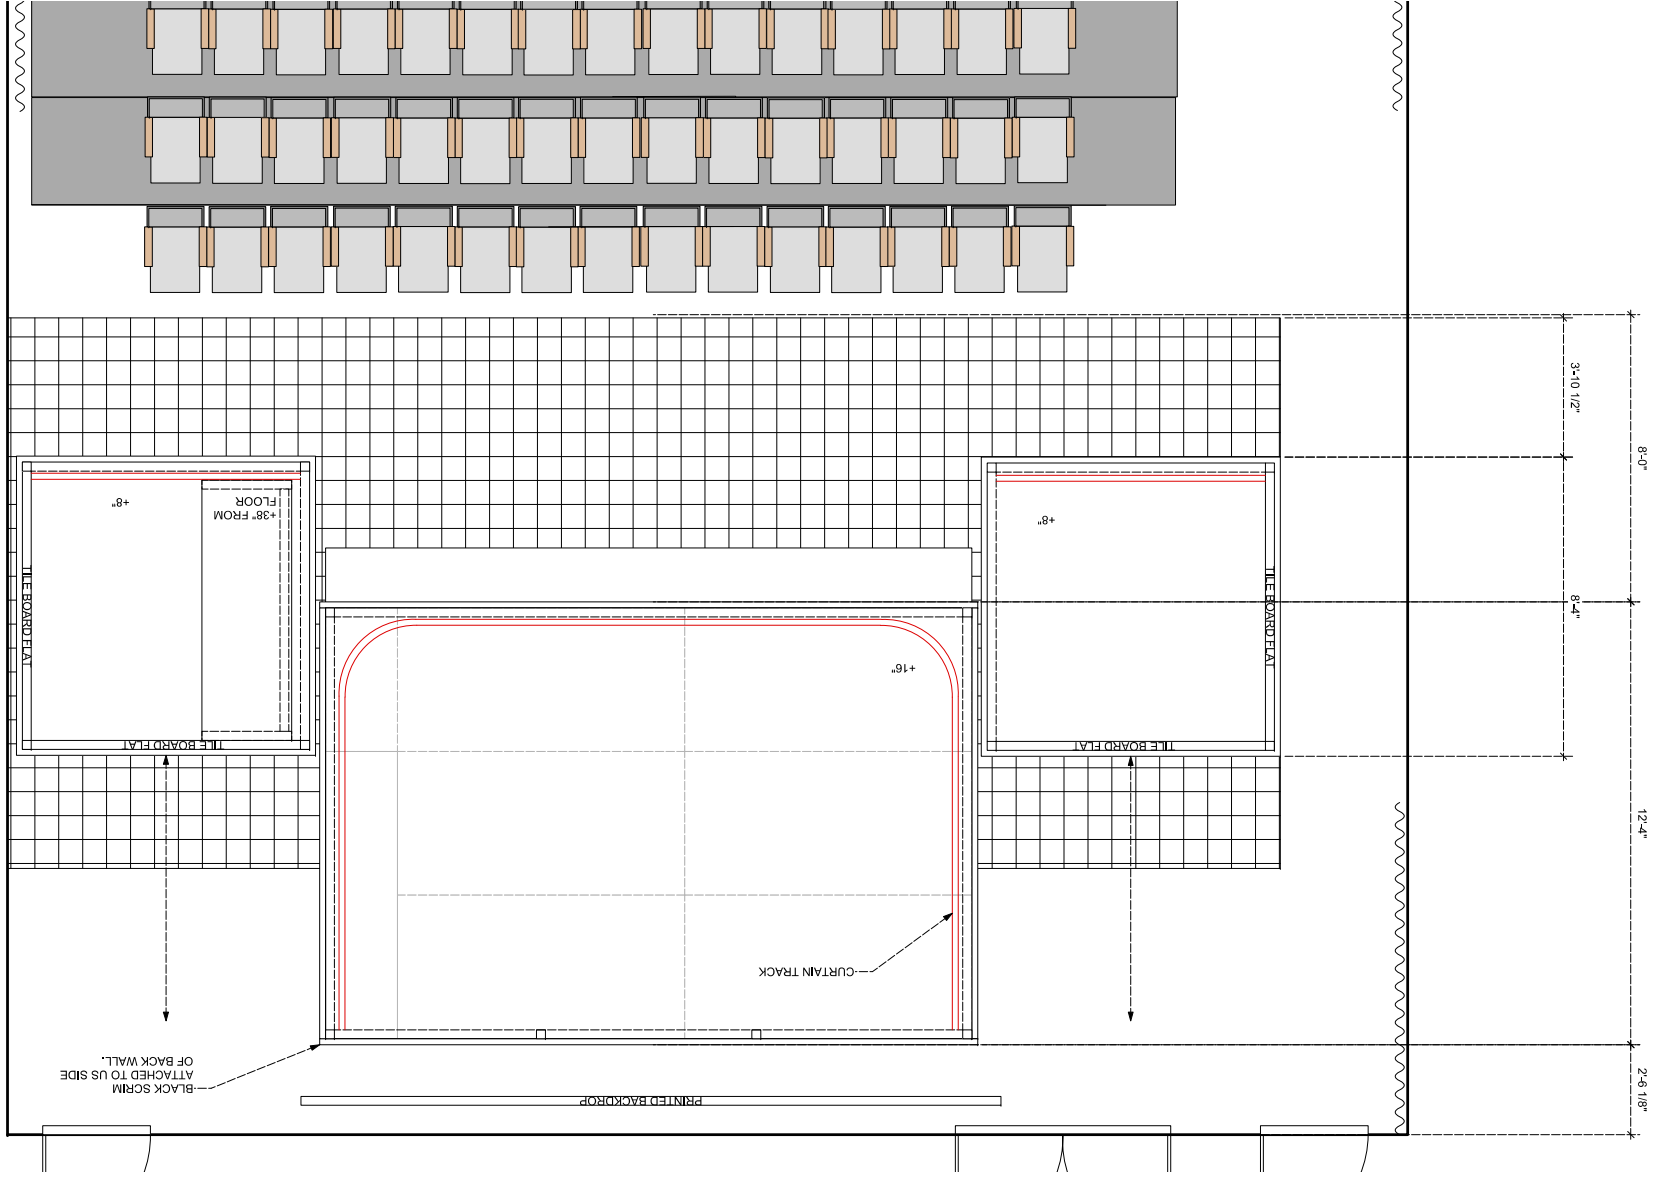 3'-10 1/2"
8'-0"
+8"
+38" FROM
FLOOR
+8"
TILE BOARD FLAT
TILE BOARD FLAT
8'-4"
+16"
TILE BOARD FLAT
TILE BOARD FLAT
12'-4"
CURTAIN TRACK
BLACK SCRIM
ATTACHED TO US SIDE
OF BACK WALL.
PRINTED BACKDROP
2'-6 1/8"